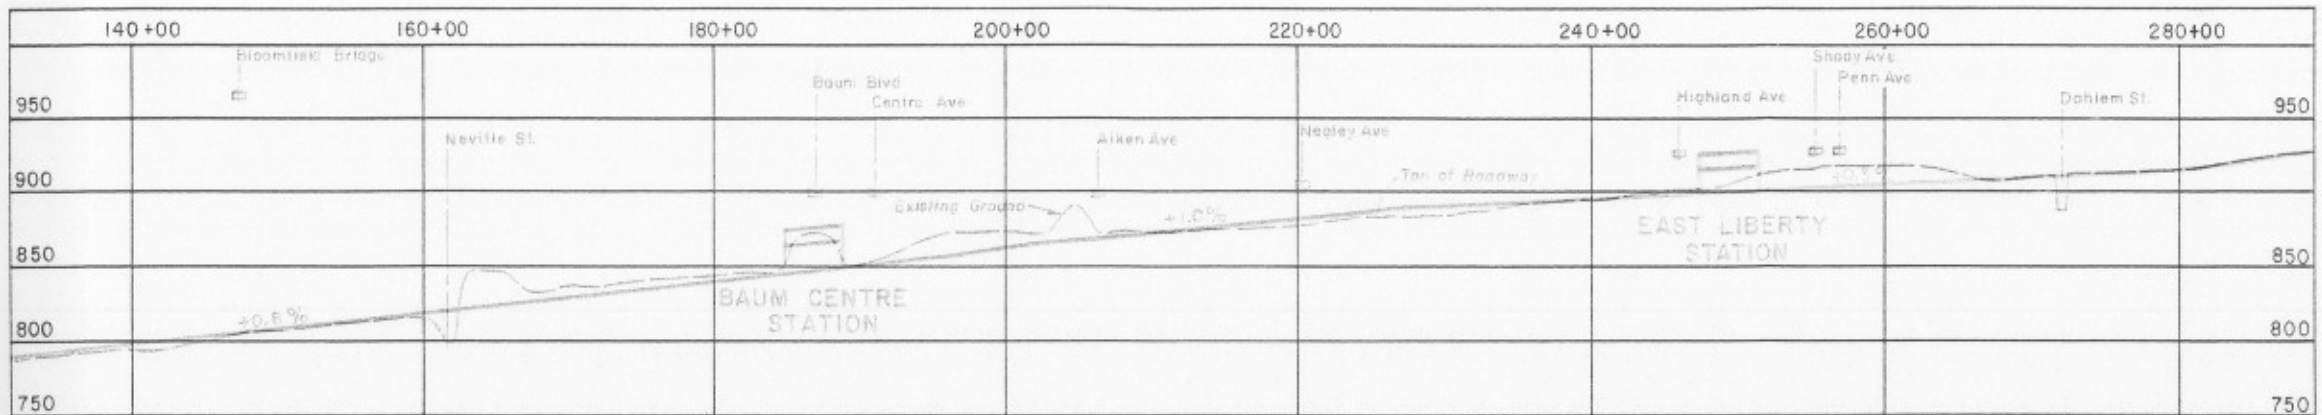 140+00 160+00 180+00 200+00 220+00 240+00 260+00 280+00
Bloomfield Bridge
Shady Ave.
Penn Ave.
Baum Blvd
Centre Ave
Highland Ave.
Dahlem St.
950 950
Neville St.
Aiken Ave
Negley Ave
900 900
Top of Roadway
Existing Ground
+1.0%
EAST LIBERTY
STATION
850 850
BAUM CENTRE
STATION
+0.8%
800 800
750 750